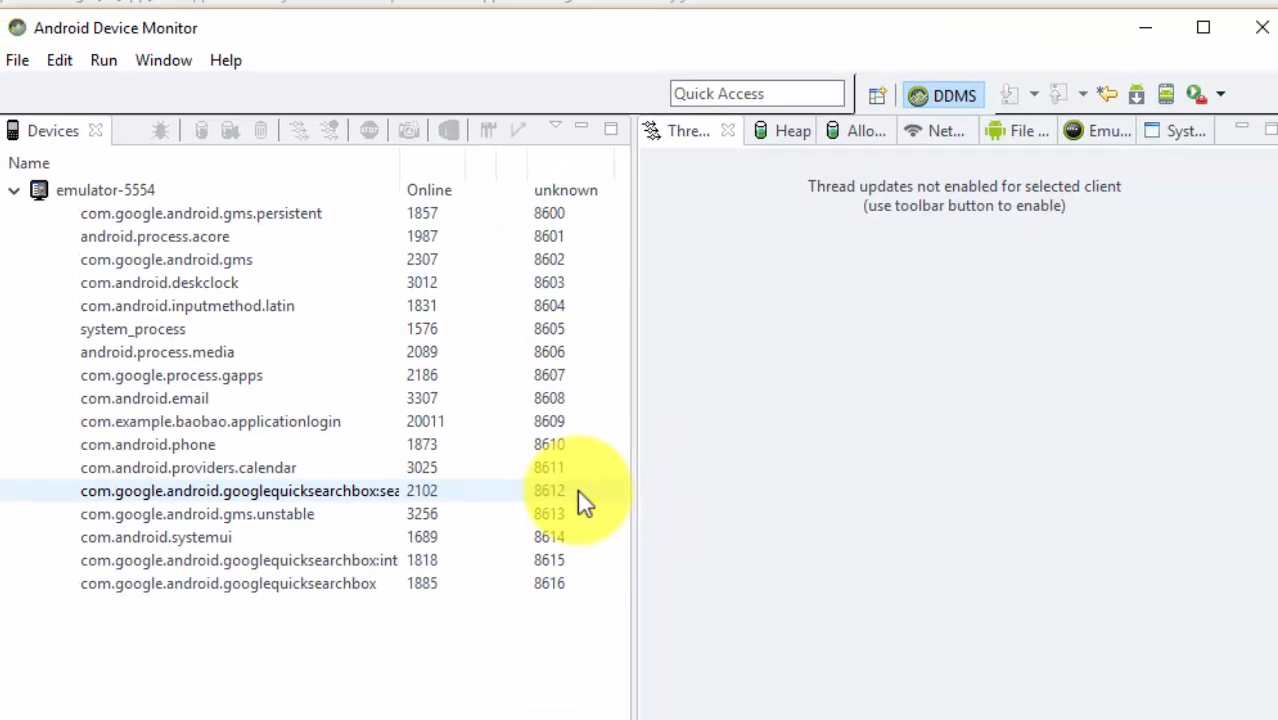 Android Device Monitor
File Edit Run Window Help
Quick Access DDMS
Devices Thre... Heap Allo... Net... File ... Emu... Syst...
Name
emulator-5554 Online unknown
com.google.android.gms.persistent 1857 8600
android.process.acore 1987 8601
com.google.android.gms 2307 8602
com.android.deskclock 3012 8603
com.android.inputmethod.latin 1831 8604
system_process 1576 8605
android.process.media 2089 8606
com.google.process.gapps 2186 8607
com.android.email 3307 8608
com.example.baobao.applicationlogin 20011 8609
com.android.phone 1873 8610
com.android.providers.calendar 3025 8611
com.google.android.googlequicksearchbox:sea 2102 8612
com.google.android.gms.unstable 3256 8613
com.android.systemui 1689 8614
com.google.android.googlequicksearchbox:int 1818 8615
com.google.android.googlequicksearchbox 1885 8616
Thread updates not enabled for selected client
(use toolbar button to enable)